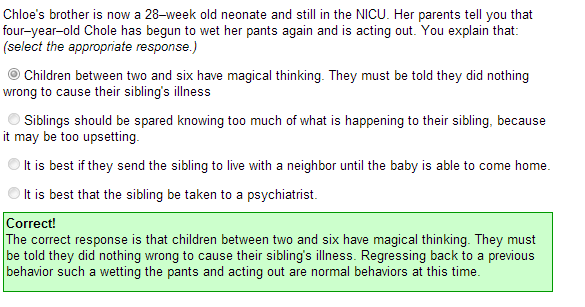 Chloe's brother is now a 28–week old neonate and still in the NICU. Her parents tell you that
four–year–old Chole has begun to wet her pants again and is acting out. You explain that:
(select the appropriate response.)
Children between two and six have magical thinking. They must be told they did nothing
wrong to cause their sibling's illness
Siblings should be spared knowing too much of what is happening to their sibling, because
it may be too upsetting.
It is best if they send the sibling to live with a neighbor until the baby is able to come home.
It is best that the sibling be taken to a psychiatrist.
Correct!
The correct response is that children between two and six have magical thinking. They must
be told they did nothing wrong to cause their sibling's illness. Regressing back to a previous
behavior such a wetting the pants and acting out are normal behaviors at this time.